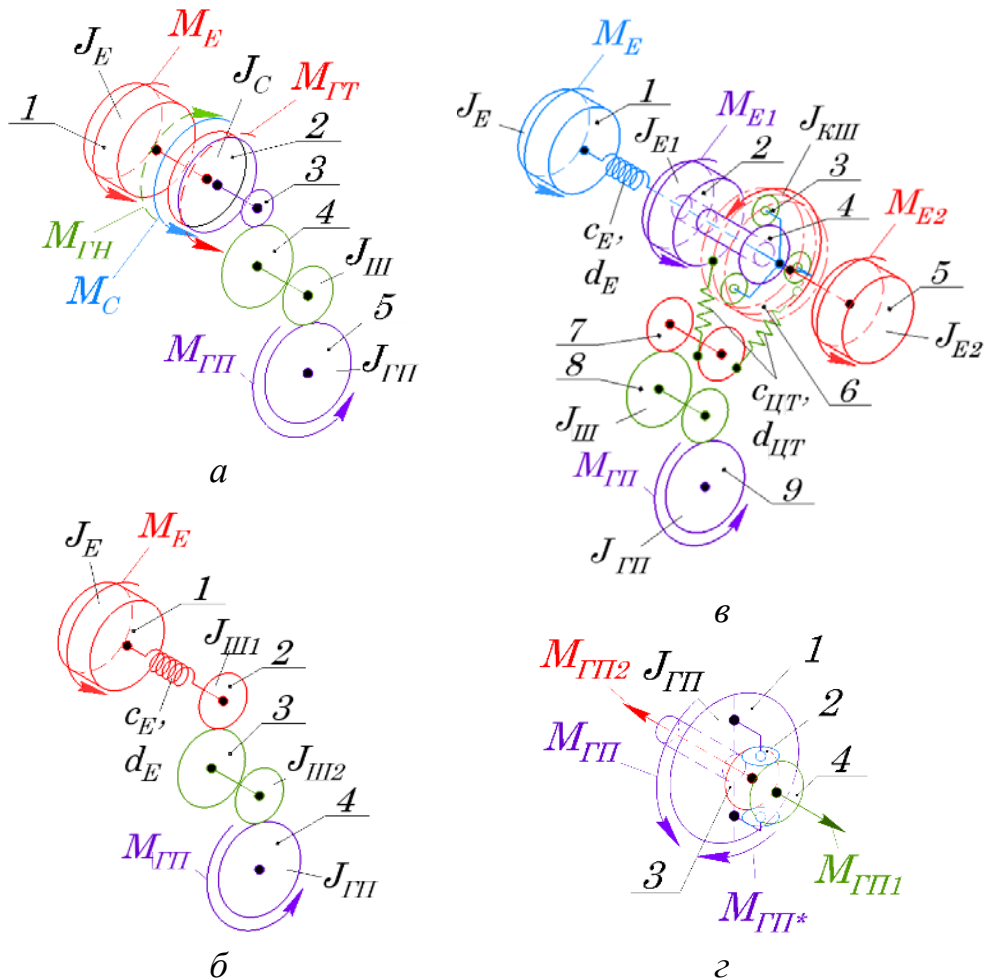 J_E
M_E
J_C
M_ГТ
1
2
3
4
M_ГН
M_C
J_Ш
5
M_ГП
J_ГП
а
M_E
J_E
1
J_E1
M_E1
J_КШ
2
3
4
M_E2
c_E,
d_E
5
7
J_E2
8
c_ЦТ,
6
J_Ш
d_ЦТ
M_ГП
9
J_ГП
в
J_E
M_E
1
J_Ш1
2
c_E,
d_E
3
J_Ш2
4
M_ГП
J_ГП
б
M_ГП2
J_ГП
1
2
M_ГП
4
3
M_ГП1
M_ГП*
г